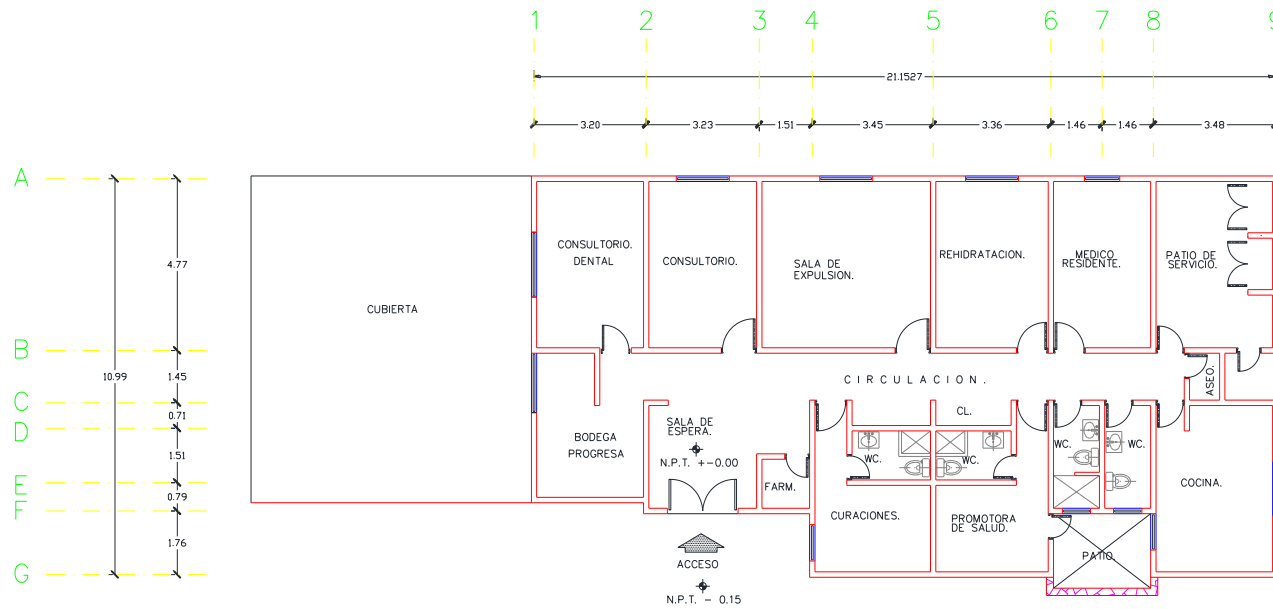 1 2 3 4 5 6 7 8 9
21.1527
3.20 3.23 1.51 3.45 3.36 1.46 1.46 3.48
A
B
C
D
E
F
G
10.99
4.77
1.45
0.71
1.51
0.79
1.76
CUBIERTA
CONSULTORIO.
DENTAL
CONSULTORIO.
SALA DE
EXPULSION.
REHIDRATACION.
MEDICO
RESIDENTE.
PATIO DE
SERVICIO.
CIRCULACION.
ASEO.
BODEGA
PROGRESA
SALA DE
ESPERA.
N.P.T. +-0.00
FARM.
CL.
WC.
WC.
WC.
WC.
COCINA.
CURACIONES.
PROMOTORA
DE SALUD.
PATIO.
ACCESO
N.P.T. - 0.15